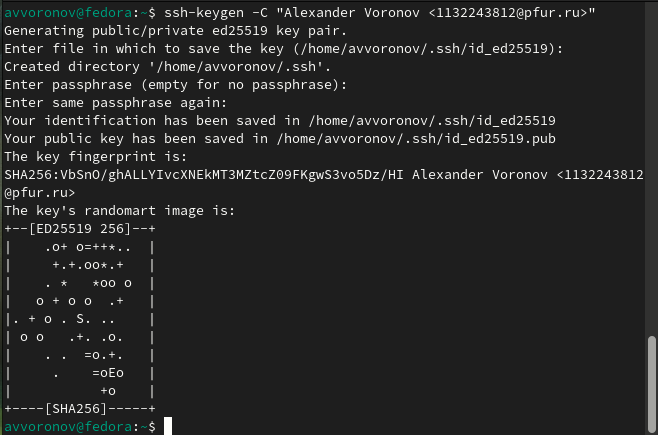 avvoronov@fedora:~$ ssh-keygen -C "Alexander Voronov <1132243812@pfur.ru>"
Generating public/private ed25519 key pair.
Enter file in which to save the key (/home/avvoronov/.ssh/id_ed25519):
Created directory '/home/avvoronov/.ssh'.
Enter passphrase (empty for no passphrase):
Enter same passphrase again:
Your identification has been saved in /home/avvoronov/.ssh/id_ed25519
Your public key has been saved in /home/avvoronov/.ssh/id_ed25519.pub
The key fingerprint is:
SHA256:VbSnO/ghALLYIvcXNEkMT3MZtcZ09FKgwS3vo5Dz/HI Alexander Voronov <1132243812
@pfur.ru>
The key's randomart image is:
+--[ED25519 256]--+
|    .o+ o=++*..  |
|     +.+.oo*.+   |
|    . *   *oo o  |
|   o + o o  .+   |
|. + o . S. ..    |
| o o   .+. .o.   |
|    . .  =o.+.   |
|     .    =oEo   |
|           +o    |
+----[SHA256]-----+
avvoronov@fedora:~$